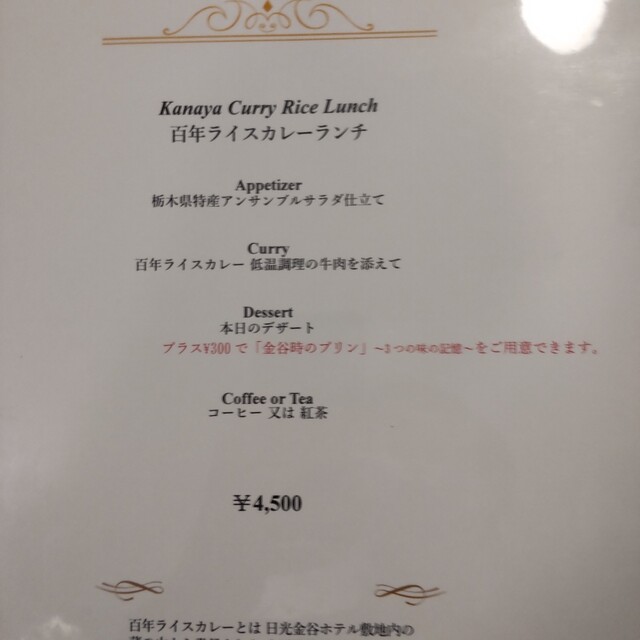 Kanaya Curry Rice Lunch
百年ライスカレーランチ
Appetizer
栃木県特産アンサンブルサラダ仕立て
Curry
百年ライスカレー 低温調理の牛肉を添えて
Dessert
本日のデザート
プラス¥300で「金谷時のプリン」~3つの味の記憶~をご用意できます。
Coffee or Tea
コーヒー 又は 紅茶
￥4,500
百年ライスカレーとは 日光金谷ホテル敷地内の